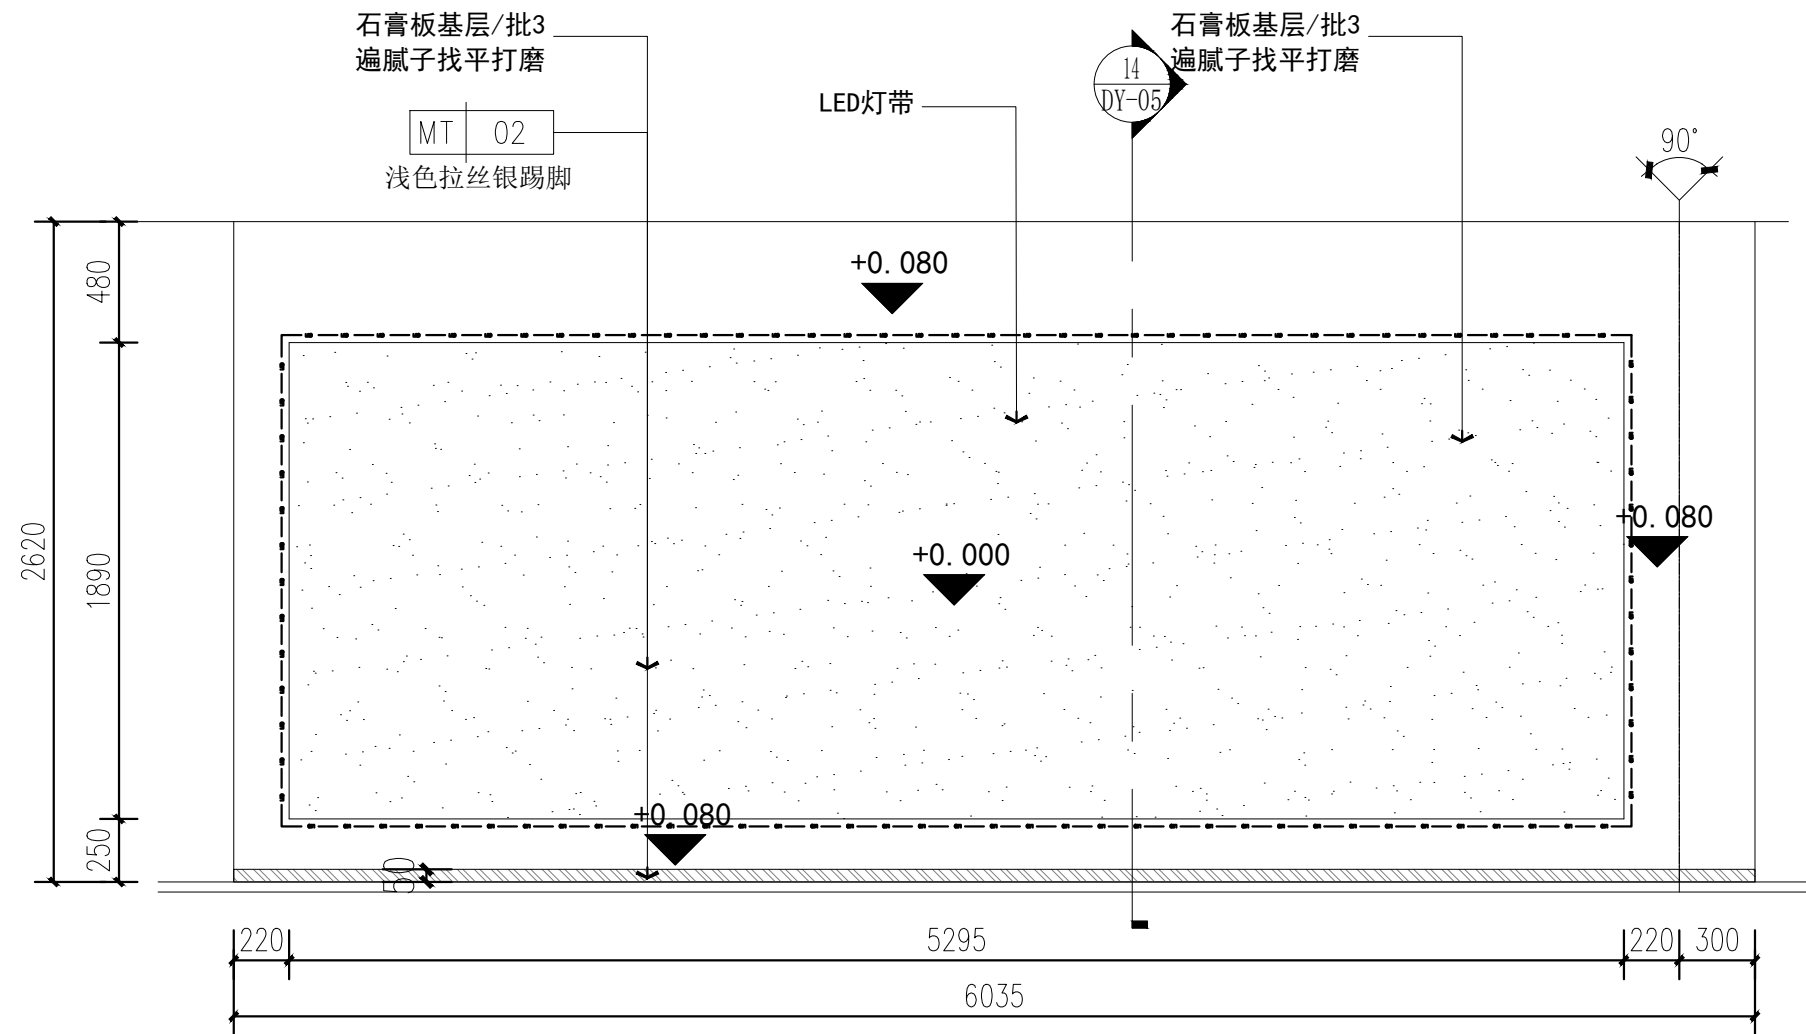 石膏板基层/批3
遍腻子找平打磨
MT 02
浅色拉丝银踢脚
LED灯带
14
DY-05
石膏板基层/批3
遍腻子找平打磨
90°
+0.080
480
+0.080
2620
1890
+0.000
+0.080
250
50
220
5295
220
300
6035